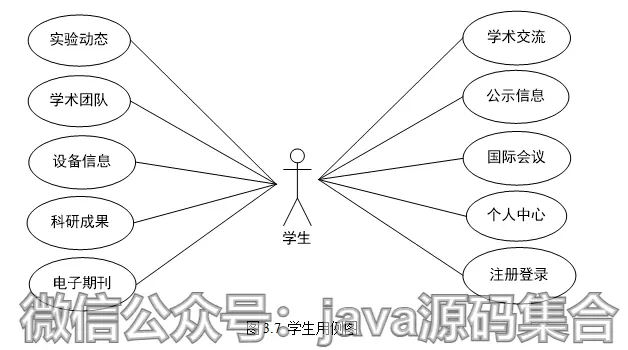 实验动态
学术交流
学术团队
公示信息
设备信息
国际会议
科研成果
个人中心
学生
电子期刊
注册登录
图 3.7 学生用例图
微信公众号：java源码集合